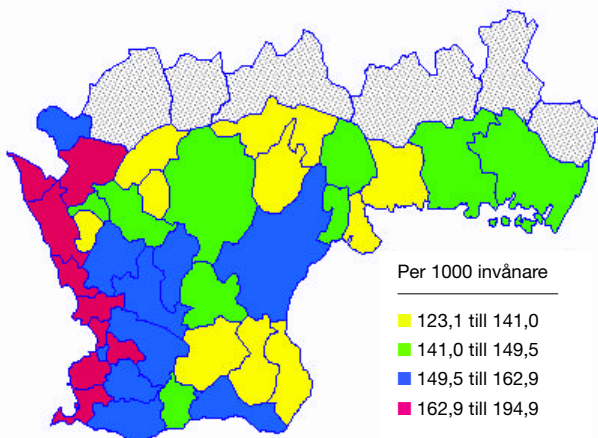 Per 1000 invånare
123,1 till 141,0
141,0 till 149,5
149,5 till 162,9
162,9 till 194,9